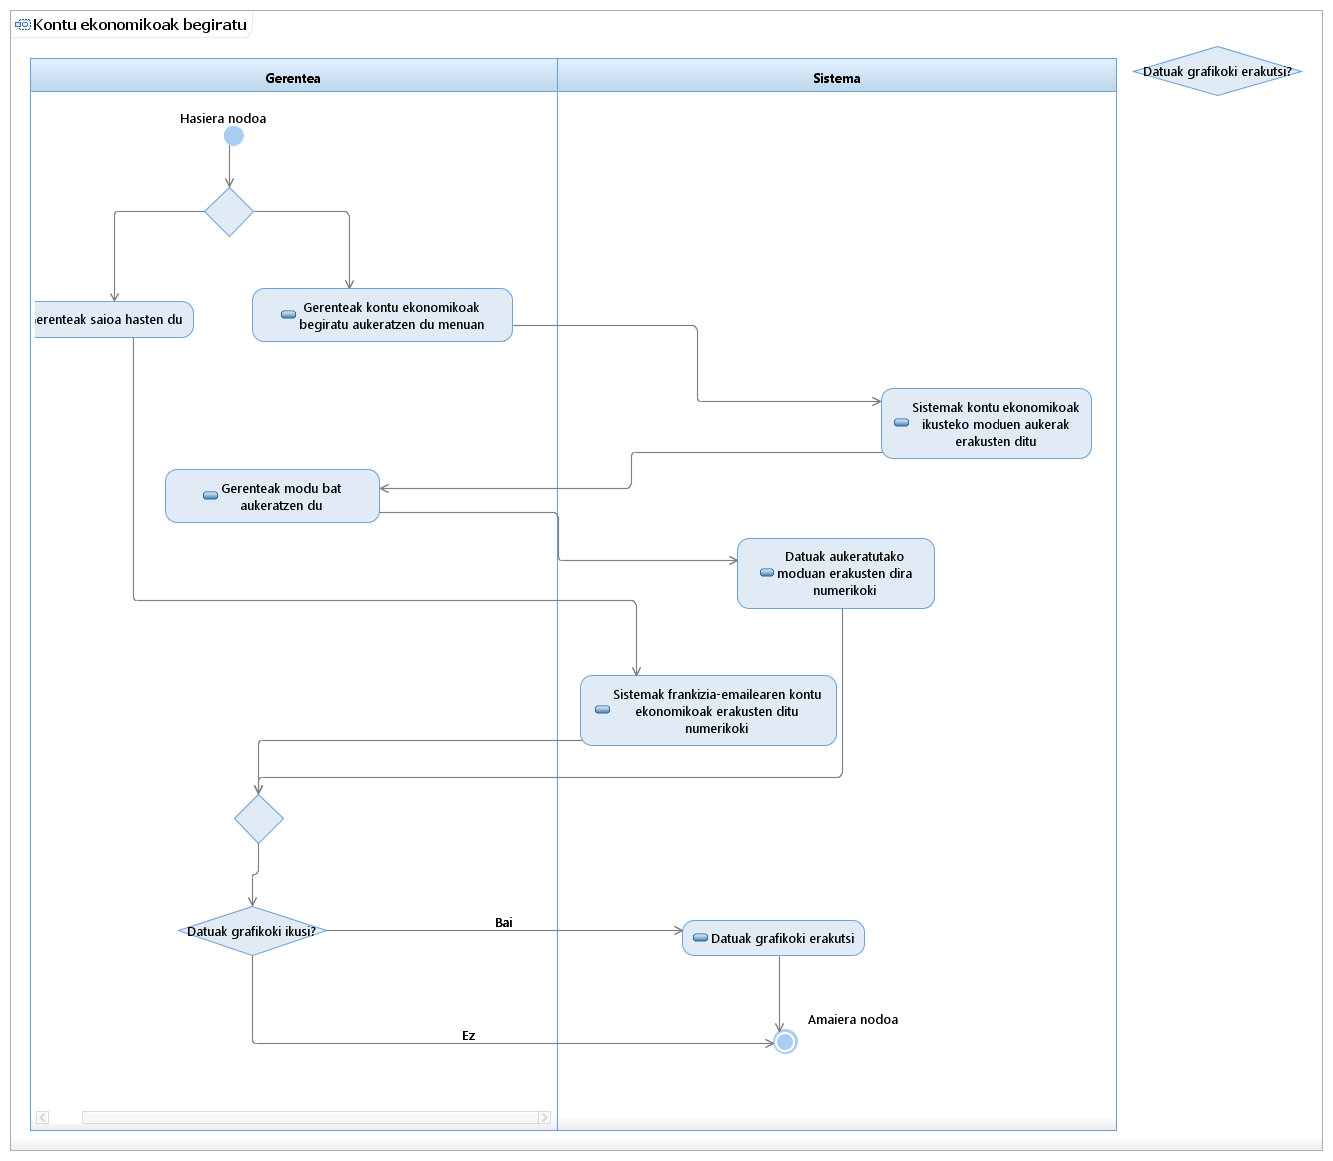 Kontu ekonomikoak begiratu
Datuak grafikoki erakutsi?
Gerentea
Sistema
Hasiera nodoa
erenteak saioa hasten du
Gerenteak kontu ekonomikoak
begiratu aukeratzen du menuan
Sistemak kontu ekonomikoak
ikusteko moduen aukerak
erakusten ditu
Gerenteak modu bat
aukeratzen du
Datuak aukeratutako
moduan erakusten dira
numerikoki
Sistemak frankizia-emailearen kontu
ekonomikoak erakusten ditu
numerikoki
Datuak grafikoki ikusi?
Bai
Datuak grafikoki erakutsi
Amaiera nodoa
Ez